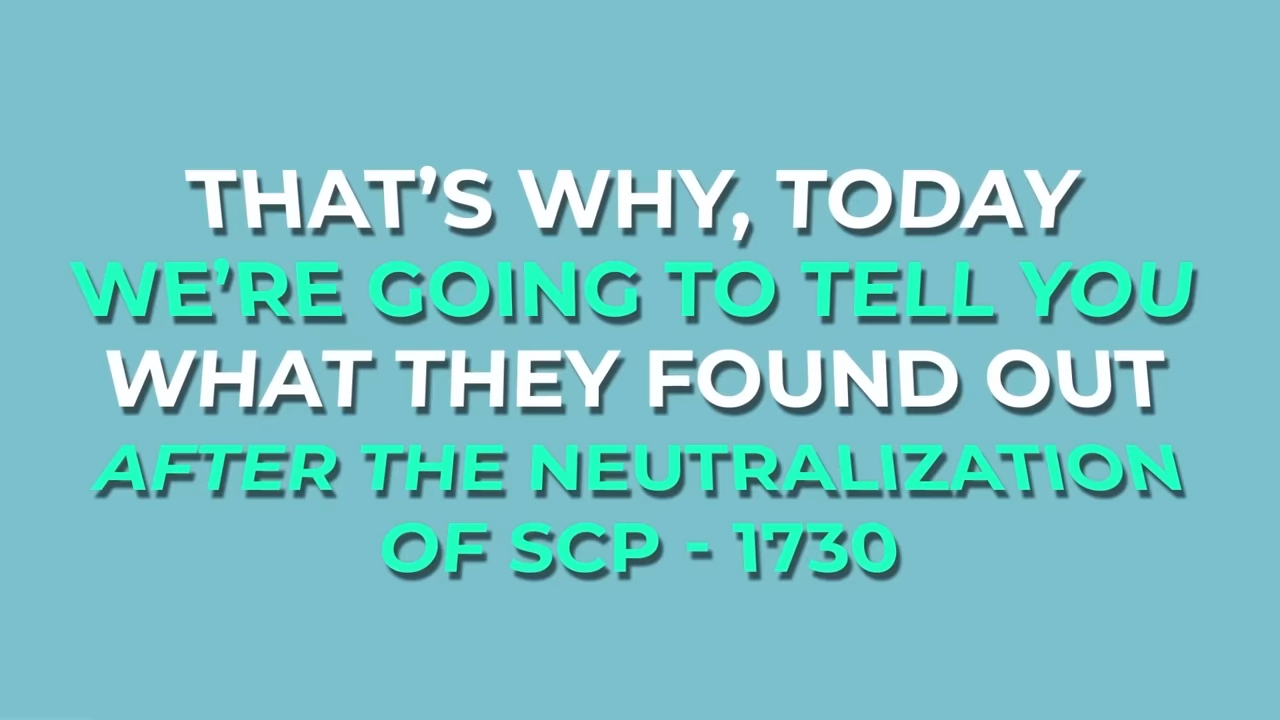 THAT’S WHY, TODAY
WE’RE GOING TO TELL YOU
WHAT THEY FOUND OUT
AFTER THE NEUTRALIZATION
OF SCP - 1730